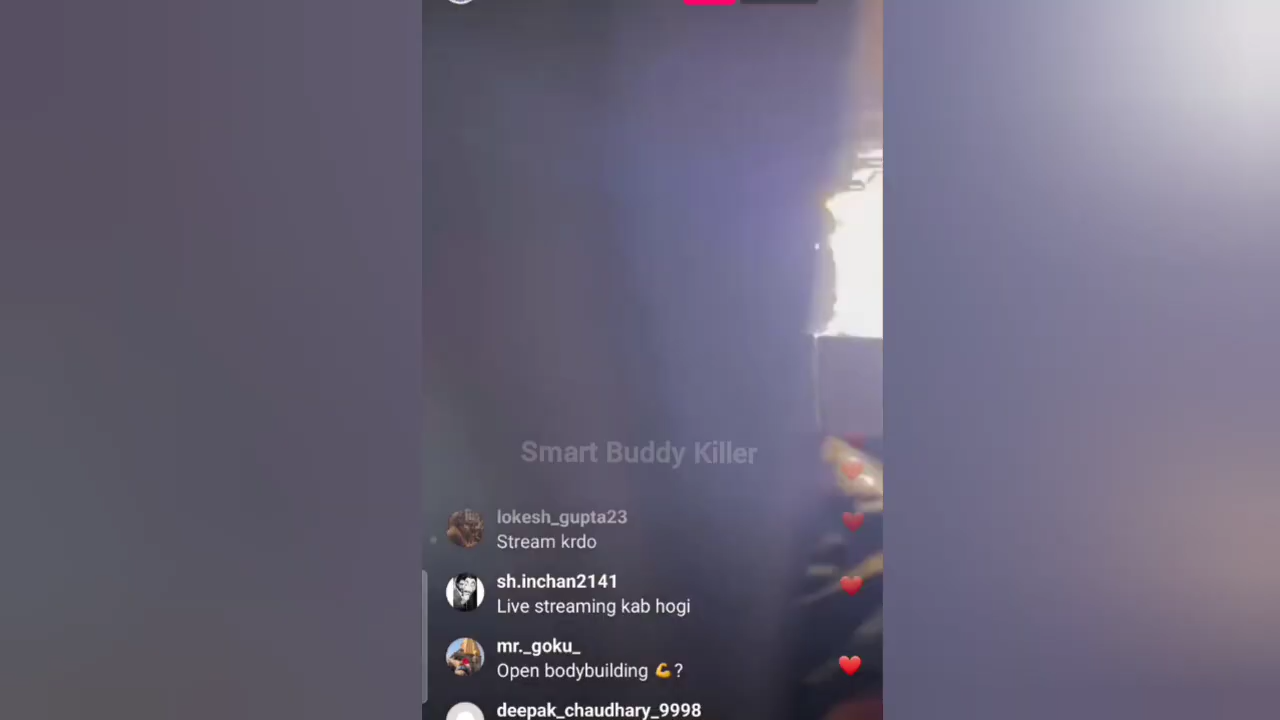 Smart Buddy Killer
lokesh_gupta23
Stream krdo
sh.inchan2141
Live streaming kab hogi
mr._goku_
Open bodybuilding 💪?
deepak_chaudhary_9998